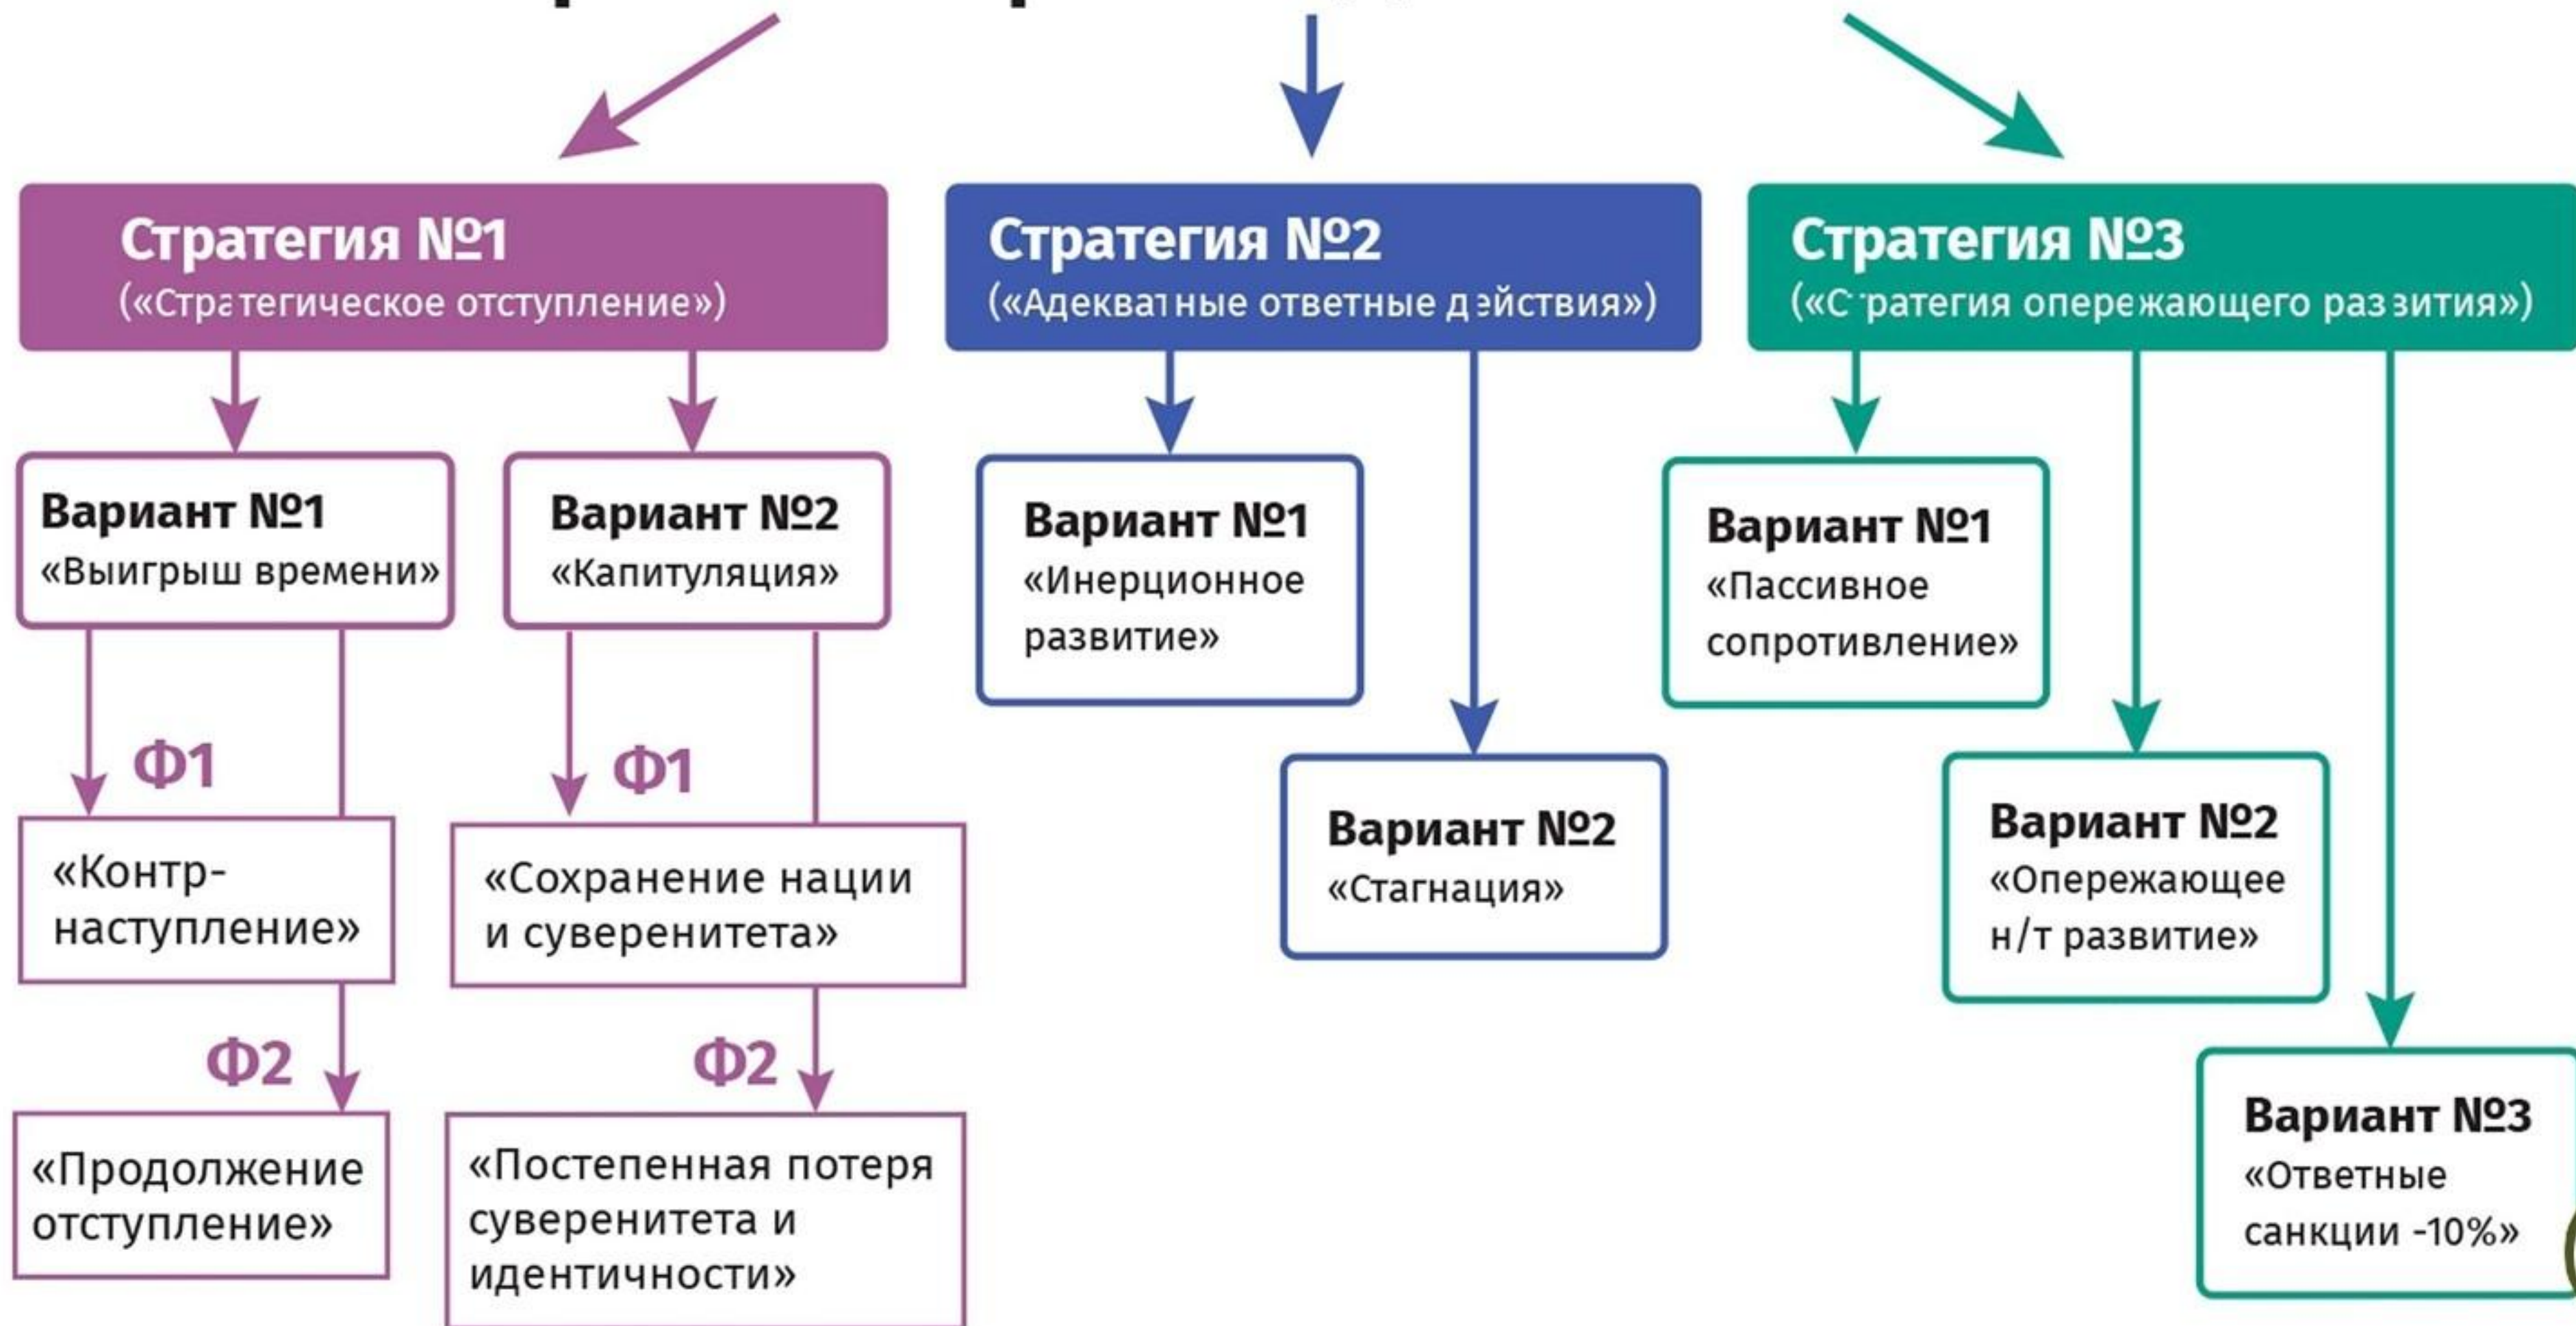 Стратегия №1
(«Стратегическое отступление»)
Стратегия №2
(«Адекватные ответные действия»)
Стратегия №3
(«Стратегия опережающего развития»)
Вариант №1
«Выигрыш времени»
Вариант №2
«Капитуляция»
Ф1
«Контр-
наступление»
Ф2
«Продолжение
отступление»
Ф1
«Сохранение нации
и суверенитета»
Ф2
«Постепенная потеря
суверенитета и
идентичности»
Вариант №1
«Инерционное
развитие»
Вариант №2
«Стагнация»
Вариант №1
«Пассивное
сопротивление»
Вариант №2
«Опережающее
н/т развитие»
Вариант №3
«Ответные
санкции -10%»